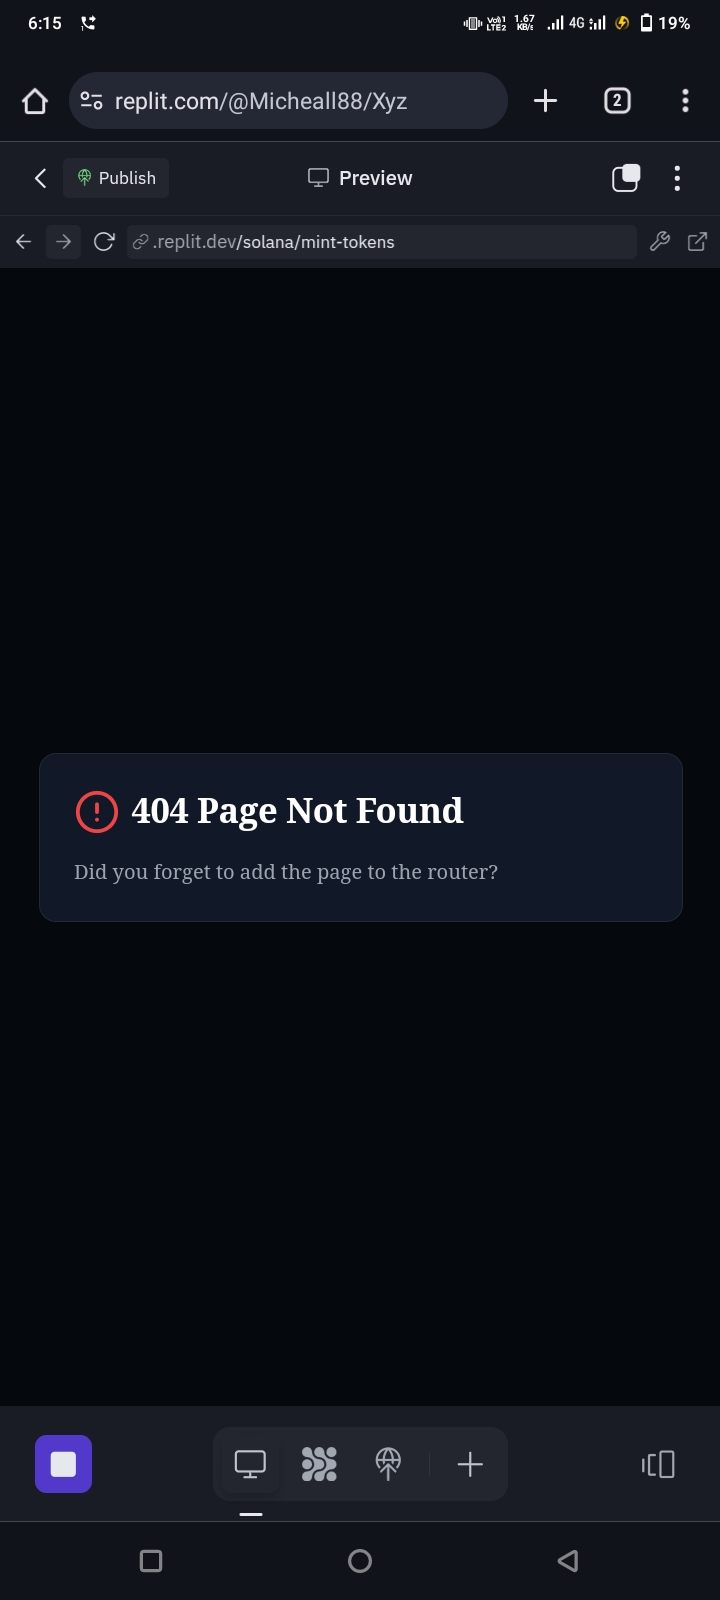 6:15
Vo)) 1
LTE2
1.67
KB/s
4G
19%
replit.com/@Micheall88/Xyz
2
Publish
Preview
.replit.dev/solana/mint-tokens
404 Page Not Found
Did you forget to add the page to the router?